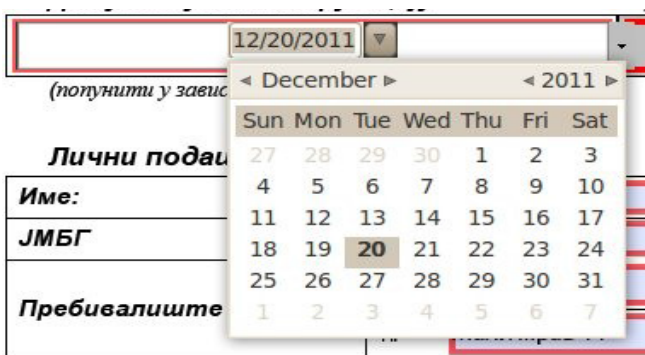 12/20/2011
December 2011
(попунити у завис
Sun Mon Tue Wed Thu Fri Sat
Лични подац
27 28 29 30 1 2 3
Име:
4 5 6 7 8 9 10
11 12 13 14 15 16 17
ЈМБГ
18 19 20 21 22 23 24
25 26 27 28 29 30 31
Пребивалиште
1 2 3 4 5 6 7